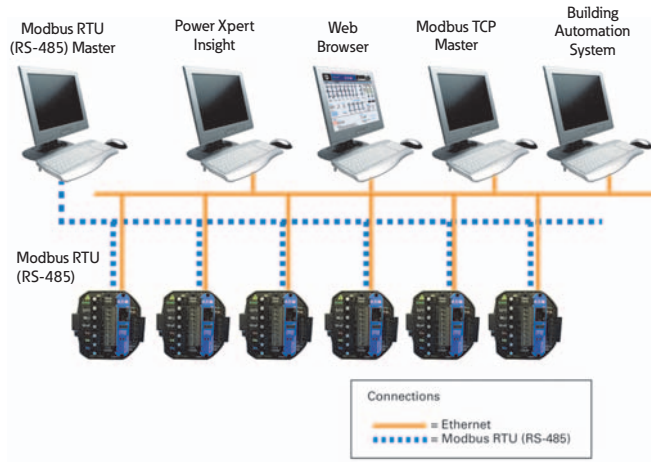 Modbus RTU
(RS-485) Master
Power Xpert
Insight
Web
Browser
Modbus TCP
Master
Building
Automation
System
Modbus RTU
(RS-485)
Connections
= Ethernet
= Modbus RTU (RS-485)